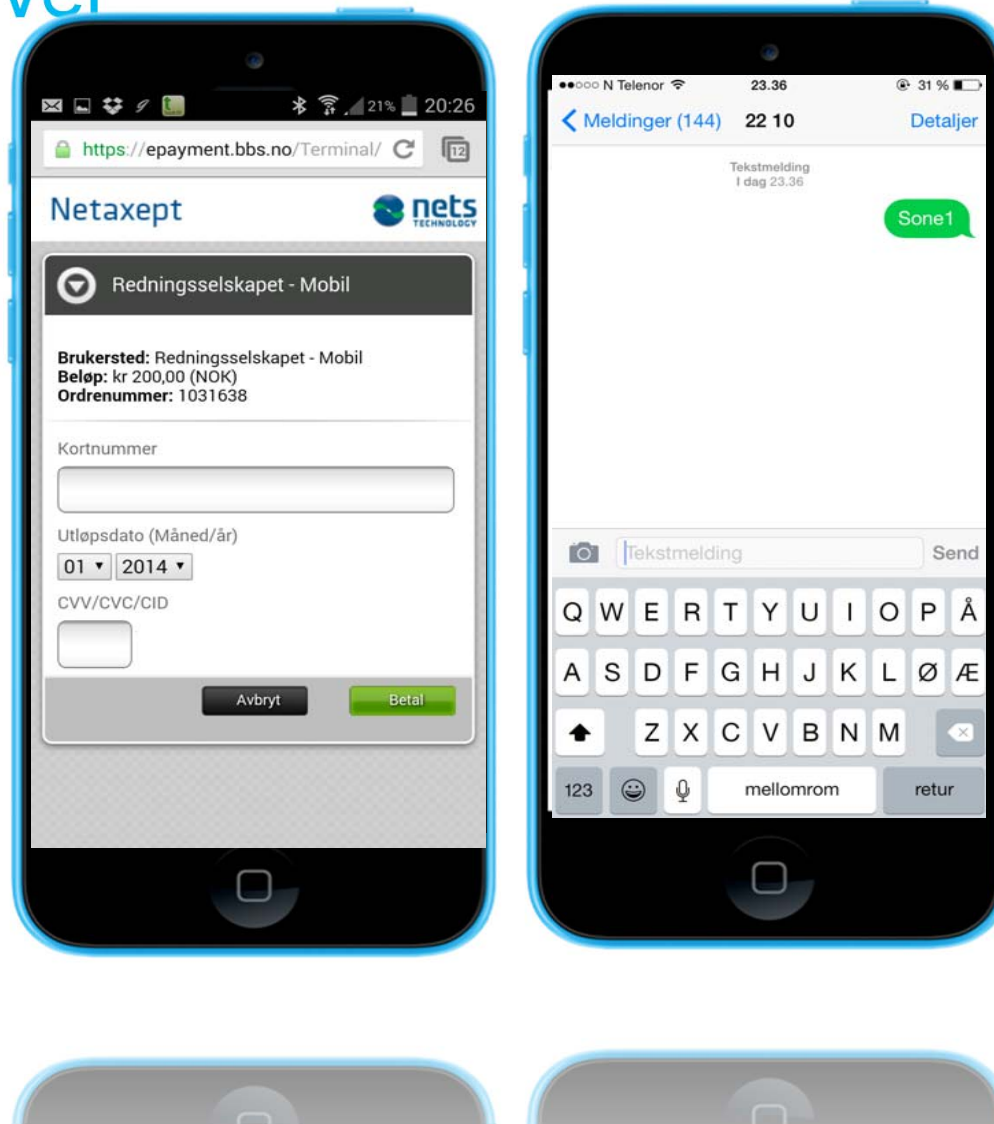 21% 20:26
https://epayment.bbs.no/Terminal/ 12
Netaxept nets
TECHNOLOGY
Redningsselskapet - Mobil
Brukersted: Redningsselskapet - Mobil
Beløp: kr 200,00 (NOK)
Ordrenummer: 1031638
Kortnummer
Utløpsdato (Måned/år)
01 2014
CVV/CVC/CID
Avbryt Betal
N Telenor 23.36 31 %
Meldinger (144) 22 10 Detaljer
Tekstmelding
I dag 23.36
Sone1
Tekstmelding Send
Q W E R T Y U I O P Å
A S D F G H J K L Ø Æ
Z X C V B N M
123 mellomrom retur